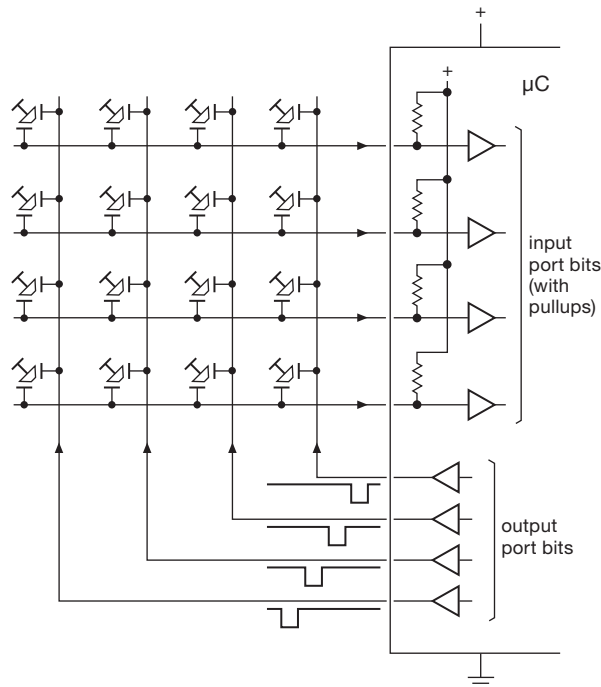 +
+
µC
input
port bits
(with
pullups)
output
port bits